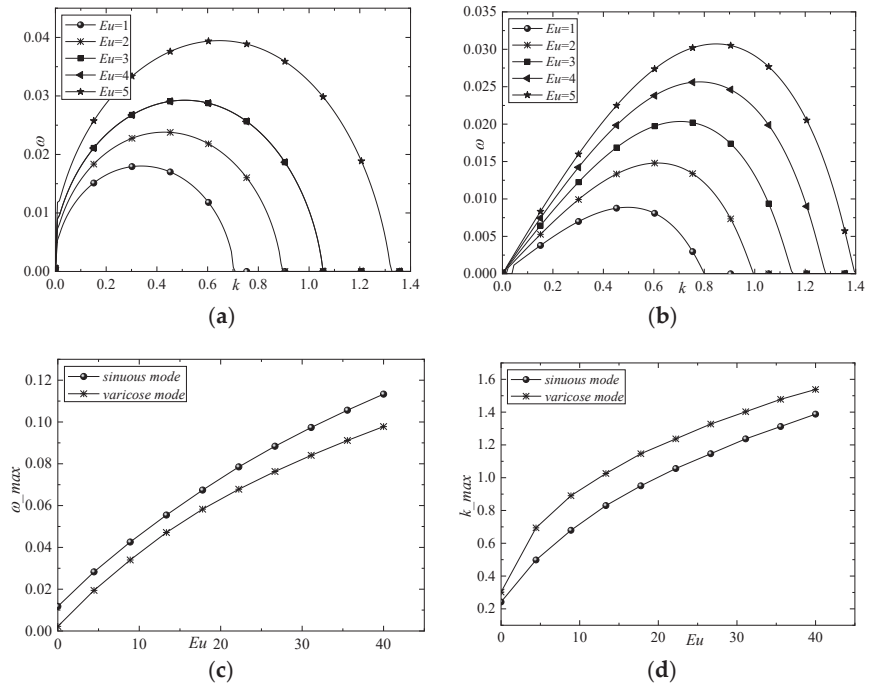 0.04
0.03
0.02
0.01
0.00
ω
Eu=1
Eu=2
Eu=3
Eu=4
Eu=5
0.0 0.2 0.4 0.6 0.8 1.0 1.2 1.4
k
(a)
0.030
0.025
0.020
0.015
0.010
0.005
0.000
ω
Eu=1
Eu=2
Eu=3
Eu=4
Eu=5
0.0 0.2 0.4 0.6 0.8 1.0 1.2 1.4
k
(b)
0.12
0.10
0.08
0.06
0.04
0.02
0.00
ω_max
sinuous mode
varicose mode
0 10 20 30 40
Eu
(c)
1.6
1.4
1.2
1.0
0.8
0.6
0.4
0.2
k_max
sinuous mode
varicose mode
0 10 20 30 40
Eu
(d)